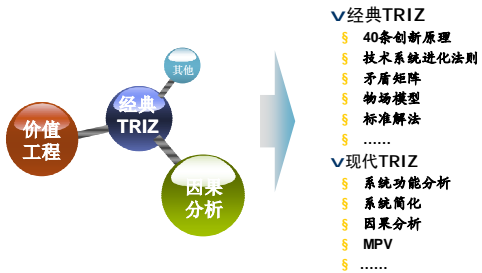 其他
经典
TRIZ
价值
工程
因果
分析
经典TRIZ
§ 40条创新原理
§ 技术系统进化法则
§ 矛盾矩阵
§ 物场模型
§ 标准解法
§ ……
现代TRIZ
§ 系统功能分析
§ 系统简化
§ 因果分析
§ MPV
§ ……